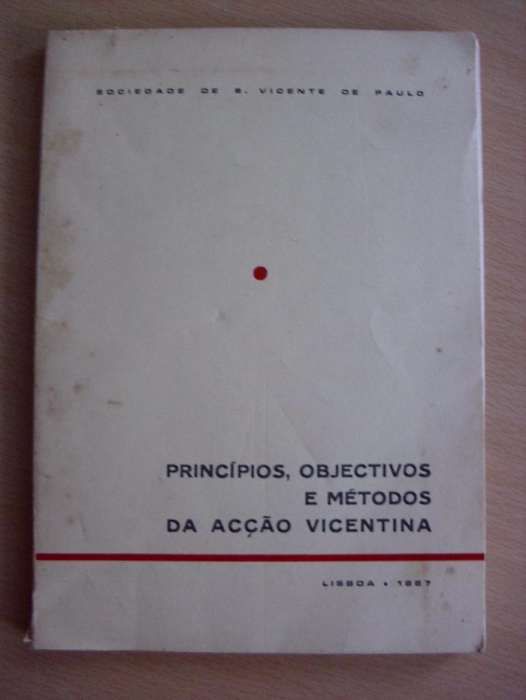 SOCIEDADE DE S. VICENTE DE PAULO
PRINCÍPIOS, OBJECTIVOS
E MÉTODOS
DA ACÇÃO VICENTINA
LISBOA • 1967